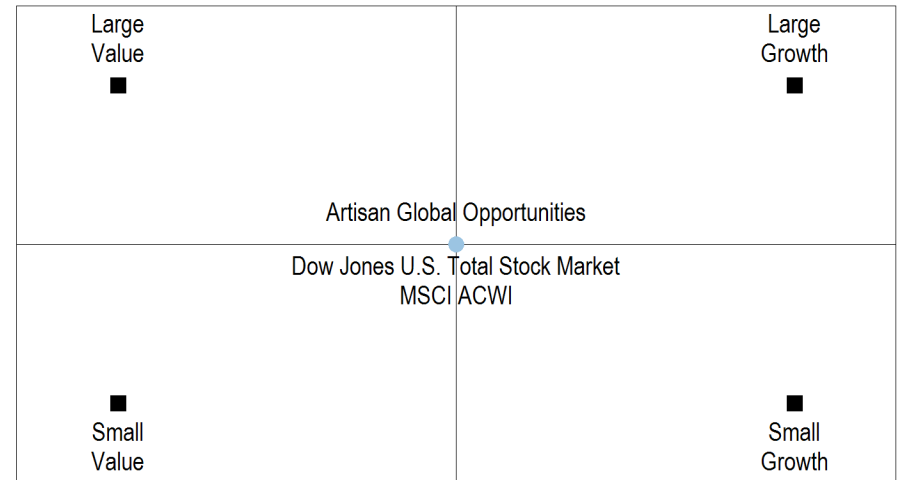 Large
Value
Large
Growth
Artisan Global Opportunities
Dow Jones U.S. Total Stock Market
MSCI ACWI
Small
Value
Small
Growth